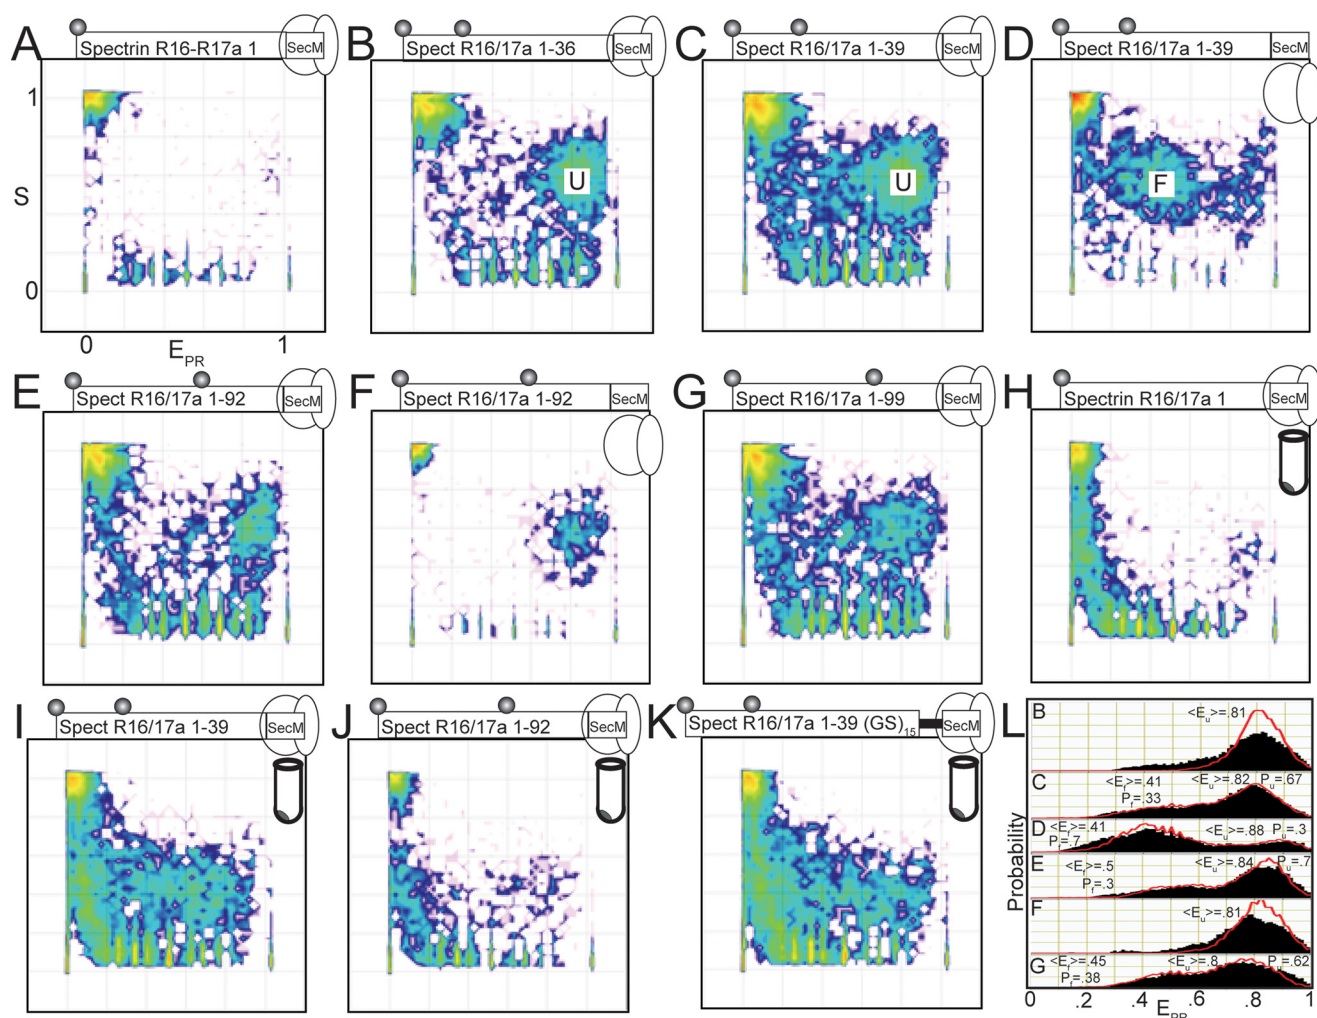 A
Spectrin R16-R17a 1
SecM
B
Spect R16/17a 1-36
SecM
C
Spect R16/17a 1-39
SecM
D
Spect R16/17a 1-39
SecM
1
S
0
0
E_PR
1
U
U
F
E
Spect R16/17a 1-92
SecM
F
Spect R16/17a 1-92
SecM
G
Spect R16/17a 1-99
SecM
H
Spectrin R16/17a 1
SecM
I
Spect R16/17a 1-39
SecM
J
Spect R16/17a 1-92
SecM
K
Spect R16/17a 1-39 (GS)15
SecM
L
Probability
B
<Eu>=.81
C
<Ef>=.41
Pf=.33
<Eu>=.82 Pu=.67
D
<Ef>=.41
Pf=.7
<Eu>=.88 Pu=.3
E
<Ef>=.5
Pf=.3
<Eu>=.84 Pu=.7
F
<Eu>=.81
G
<Ef>=.45
Pf=.38
<Eu>=.8 Pu=.62
0 .2 .4 .6 .8 1
E_PR